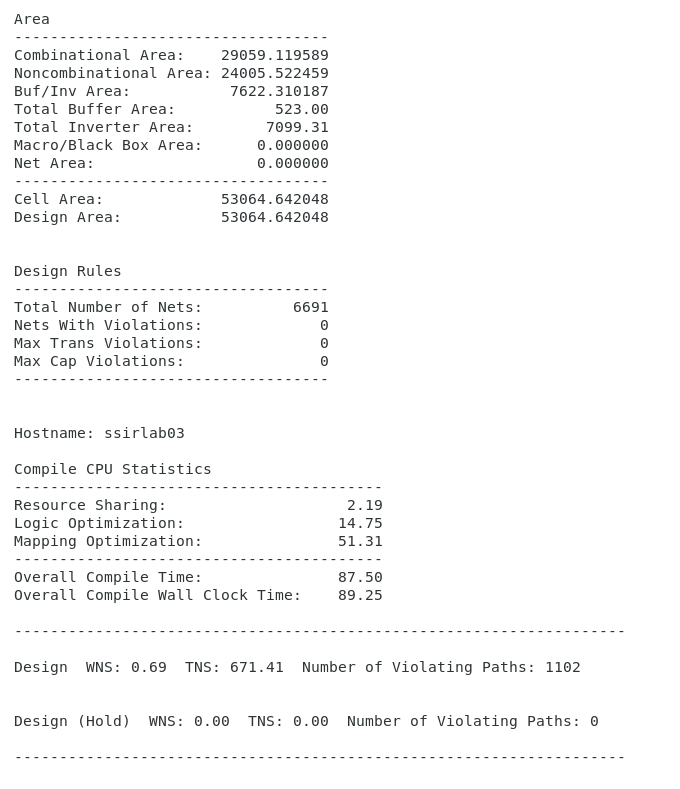 Area
-----------------------------------
Combinational Area:    29059.119589
Noncombinational Area: 24005.522459
Buf/Inv Area:           7622.310187
Total Buffer Area:           523.00
Total Inverter Area:        7099.31
Macro/Black Box Area:      0.000000
Net Area:                  0.000000
-----------------------------------
Cell Area:             53064.642048
Design Area:           53064.642048
Design Rules
-----------------------------------
Total Number of Nets:          6691
Nets With Violations:             0
Max Trans Violations:             0
Max Cap Violations:               0
-----------------------------------
Hostname: ssirlab03
Compile CPU Statistics
-----------------------------------------
Resource Sharing:                    2.19
Logic Optimization:                 14.75
Mapping Optimization:               51.31
-----------------------------------------
Overall Compile Time:               87.50
Overall Compile Wall Clock Time:    89.25
--------------------------------------------------------------------
Design  WNS: 0.69  TNS: 671.41  Number of Violating Paths: 1102
Design (Hold)  WNS: 0.00  TNS: 0.00  Number of Violating Paths: 0
--------------------------------------------------------------------